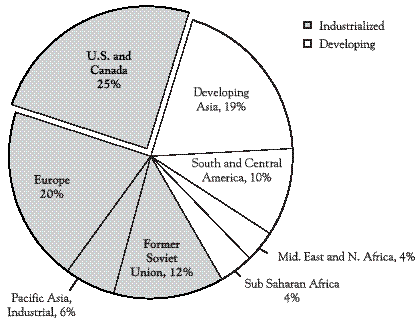 Industrialized
Developing
U.S. and
Canada
25%
Developing
Asia, 19%
South and Central
America, 10%
Europe
20%
Former
Soviet
Union, 12%
Mid. East and N. Africa, 4%
Sub Saharan Africa
4%
Pacific Asia,
Industrial, 6%